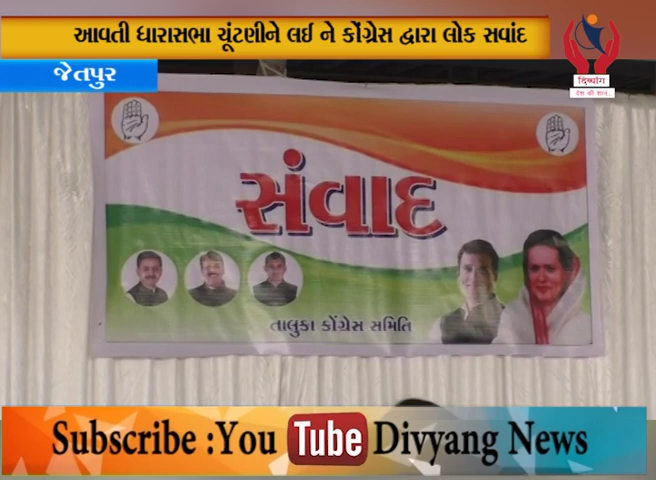 આવતી ધારાસભા ચૂંટણીને લઈ ને કોંગ્રેસ દ્વારા લોક સવાંદ
જેતપુર
दिव्यांग
देश की शान..
સંવાદ
તાલુકા કોંગ્રેસ સમિતિ
Subscribe :You Tube Divyang News